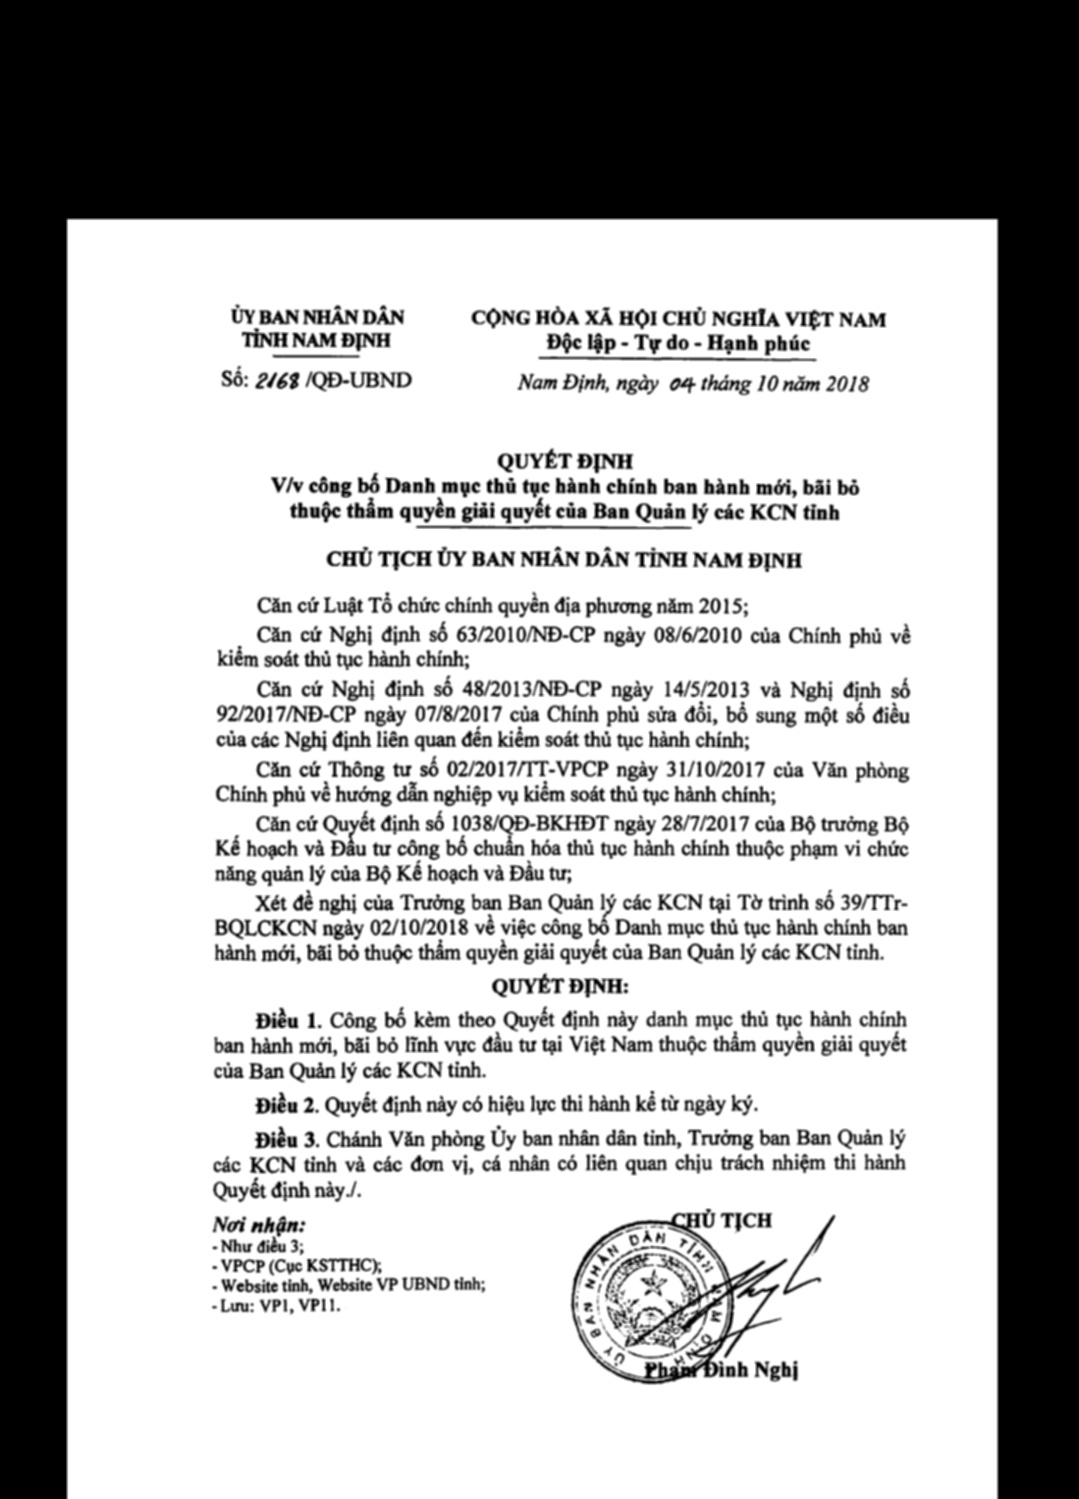 ỦY BAN NHÂN DÂN
TỈNH NAM ĐỊNH
Số: 2168 /QĐ-UBND
CỘNG HÒA XÃ HỘI CHỦ NGHĨA VIỆT NAM
Độc lập - Tự do - Hạnh phúc
Nam Định, ngày 04 tháng 10 năm 2018
QUYẾT ĐỊNH
V/v công bố Danh mục thủ tục hành chính ban hành mới, bãi bỏ
thuộc thẩm quyền giải quyết của Ban Quản lý các KCN tỉnh
CHỦ TỊCH ỦY BAN NHÂN DÂN TỈNH NAM ĐỊNH
Căn cứ Luật Tổ chức chính quyền địa phương năm 2015;
Căn cứ Nghị định số 63/2010/NĐ-CP ngày 08/6/2010 của Chính phủ về
kiểm soát thủ tục hành chính;
Căn cứ Nghị định số 48/2013/NĐ-CP ngày 14/5/2013 và Nghị định số
92/2017/NĐ-CP ngày 07/8/2017 của Chính phủ sửa đổi, bổ sung một số điều
của các Nghị định liên quan đến kiểm soát thủ tục hành chính;
Căn cứ Thông tư số 02/2017/TT-VPCP ngày 31/10/2017 của Văn phòng
Chính phủ về hướng dẫn nghiệp vụ kiểm soát thủ tục hành chính;
Căn cứ Quyết định số 1038/QĐ-BKHĐT ngày 28/7/2017 của Bộ trưởng Bộ
Kế hoạch và Đầu tư công bố chuẩn hóa thủ tục hành chính thuộc phạm vi chức
năng quản lý của Bộ Kế hoạch và Đầu tư;
Xét đề nghị của Trưởng ban Ban Quản lý các KCN tại Tờ trình số 39/TTr-
BQLCKCN ngày 02/10/2018 về việc công bố Danh mục thủ tục hành chính ban
hành mới, bãi bỏ thuộc thẩm quyền giải quyết của Ban Quản lý các KCN tỉnh.
QUYẾT ĐỊNH:
Điều 1. Công bố kèm theo Quyết định này danh mục thủ tục hành chính
ban hành mới, bãi bỏ lĩnh vực đầu tư tại Việt Nam thuộc thẩm quyền giải quyết
của Ban Quản lý các KCN tỉnh.
Điều 2. Quyết định này có hiệu lực thi hành kể từ ngày ký.
Điều 3. Chánh Văn phòng Ủy ban nhân dân tỉnh, Trưởng ban Ban Quản lý
các KCN tỉnh và các đơn vị, cá nhân có liên quan chịu trách nhiệm thi hành
Quyết định này./.
Nơi nhận:
- Như điều 3;
- VPCP (Cục KSTTHC);
- Website tỉnh, Website VP UBND tỉnh;
- Lưu: VP1, VP11.
CHỦ TỊCH
ỦY BAN NHÂN DÂN TỈNH NAM ĐỊNH
Phạm Đình Nghị